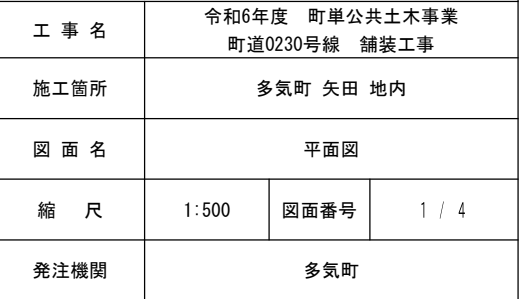 工事名 令和6年度 町単公共土木事業
町道0230号線 舗装工事
施工箇所 多気町 矢田 地内
図面名 平面図
縮尺 1:500 図面番号 1 / 4
発注機関 多気町